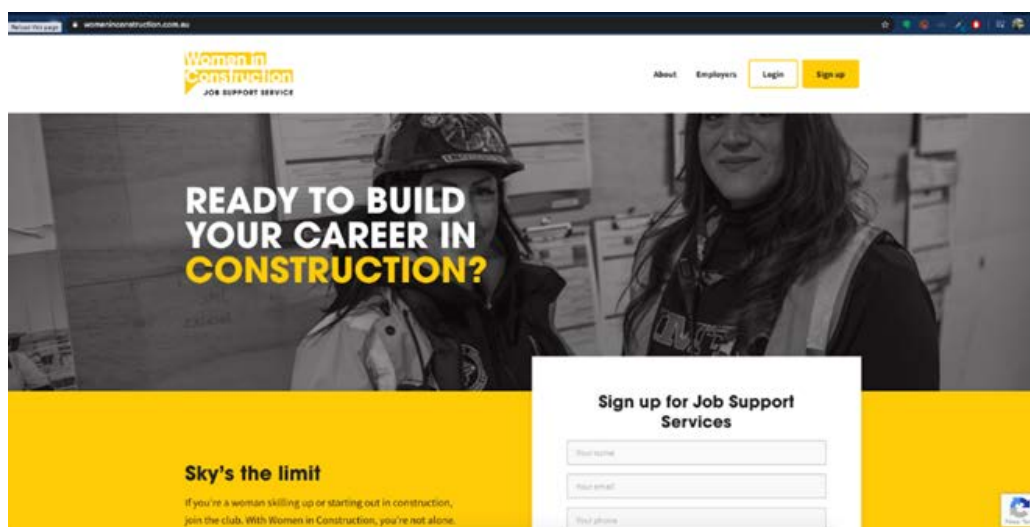 Reload this page
womeninconstruction.com.au
Women in
Construction
JOB SUPPORT SERVICE
About Employers Login Sign up
READY TO BUILD
YOUR CAREER IN
CONSTRUCTION?
Sign up for Job Support
Services
Your name
Your email
Your phone
Sky's the limit
If you're a woman skilling up or starting out in construction,
join the club. With Women in Construction, you're not alone.